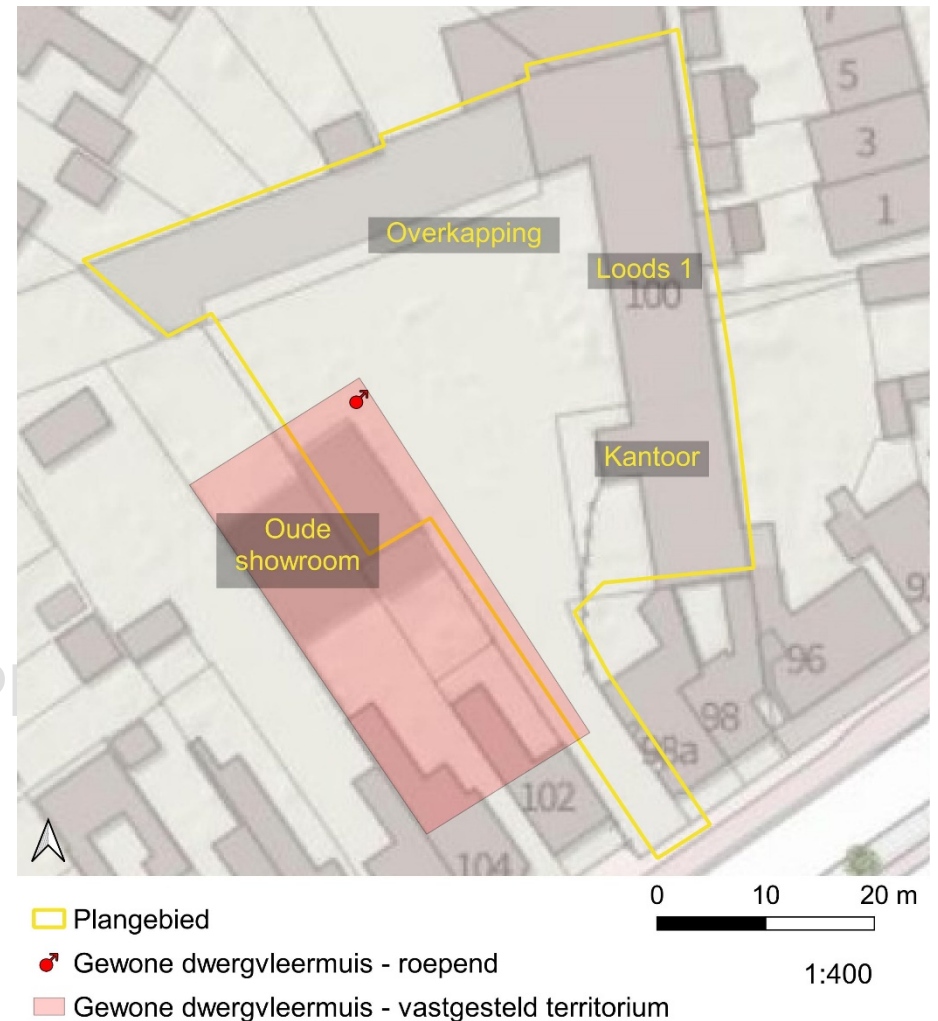 5
3
1
Overkapping
Loods 1
100
Kantoor
Oude
showroom
96
98
98a
102
104
0 10 20 m
1:400
Plangebied
Gewone dwergvleermuis - roepend
Gewone dwergvleermuis - vastgesteld territorium